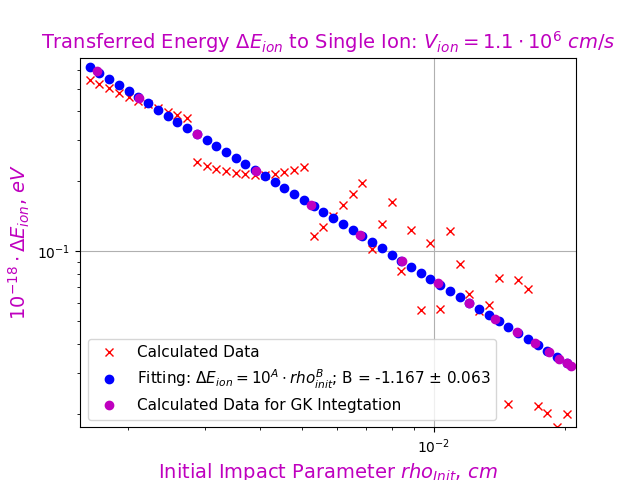 Transferred Energy ΔE_ion to Single Ion: V_ion = 1.1 · 10^6 cm/s
10^-18 · ΔE_ion, eV
10^-1
Calculated Data
Fitting: ΔE_ion = 10^A · rho_init^B; B = -1.167 ± 0.063
Calculated Data for GK Integtation
10^-2
Initial Impact Parameter rho_Init, cm